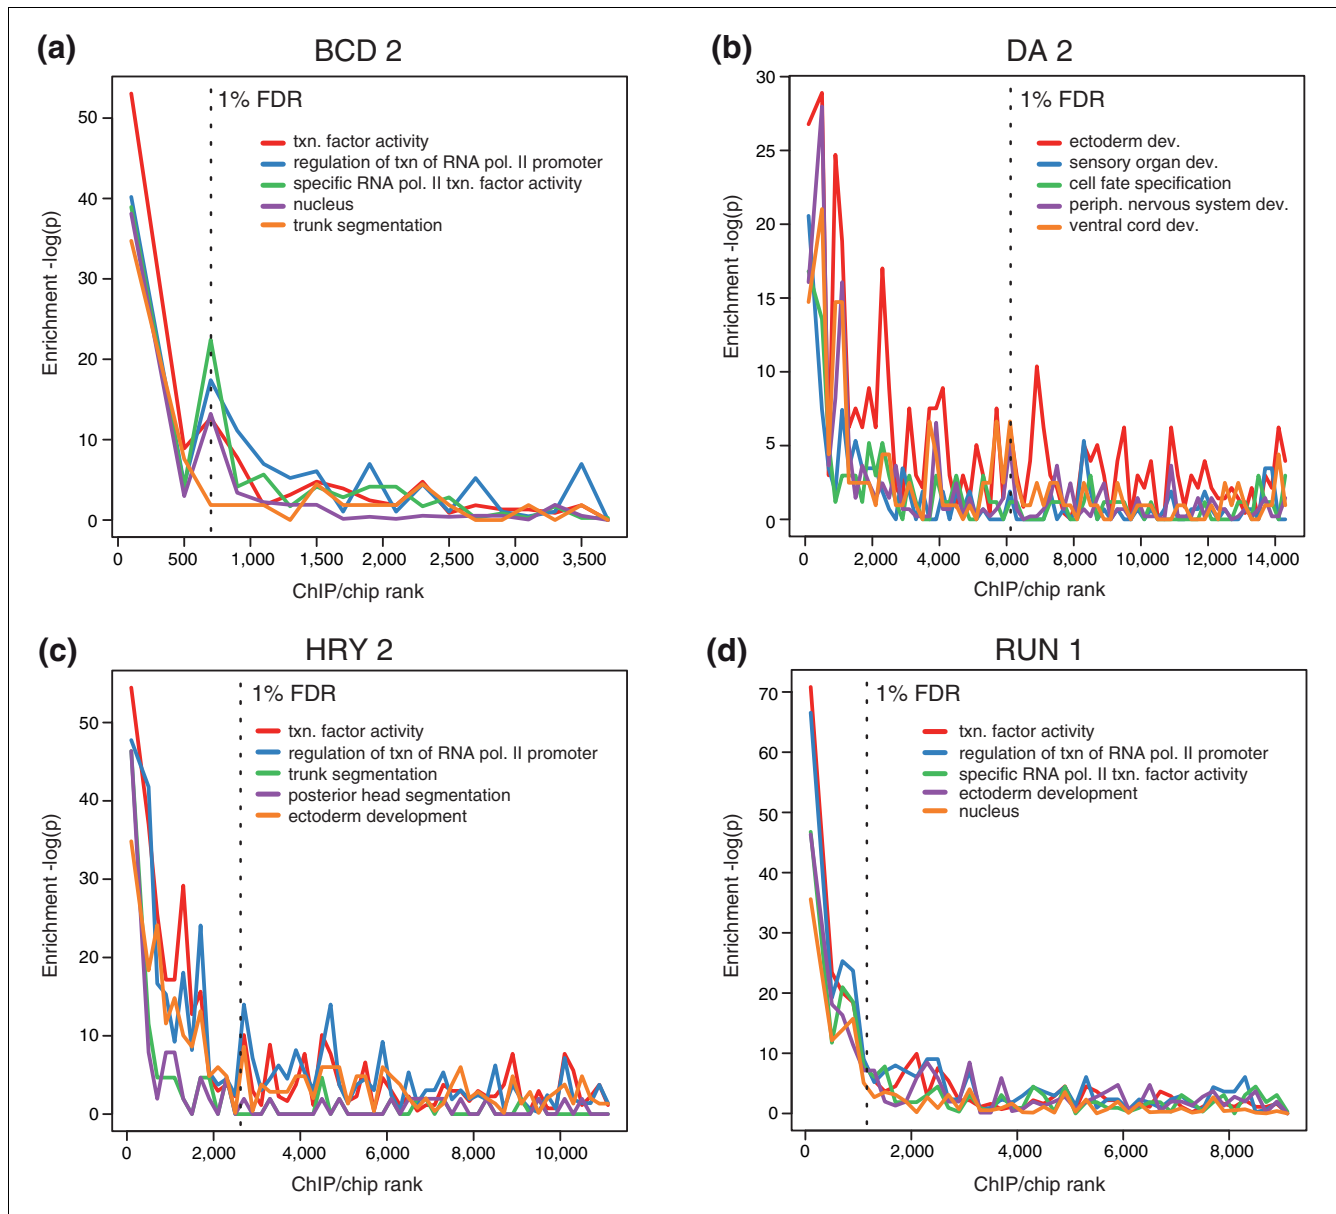 (a)
BCD 2
1% FDR
txn. factor activity
regulation of txn of RNA pol. II promoter
specific RNA pol. II txn. factor activity
nucleus
trunk segmentation
Enrichment -log(p)
50
40
30
20
10
0
0 500 1,000 1,500 2,000 2,500 3,000 3,500
ChIP/chip rank
(b)
DA 2
1% FDR
ectoderm dev.
sensory organ dev.
cell fate specification
periph. nervous system dev.
ventral cord dev.
Enrichment -log(p)
30
25
20
15
10
5
0
0 2,000 4,000 6,000 8,000 10,000 12,000 14,000
ChIP/chip rank
(c)
HRY 2
1% FDR
txn. factor activity
regulation of txn of RNA pol. II promoter
trunk segmentation
posterior head segmentation
ectoderm development
Enrichment -log(p)
50
40
30
20
10
0
0 2,000 4,000 6,000 8,000 10,000
ChIP/chip rank
(d)
RUN 1
1% FDR
txn. factor activity
regulation of txn of RNA pol. II promoter
specific RNA pol. II txn. factor activity
ectoderm development
nucleus
Enrichment -log(p)
70
60
50
40
30
20
10
0
0 2,000 4,000 6,000 8,000
ChIP/chip rank